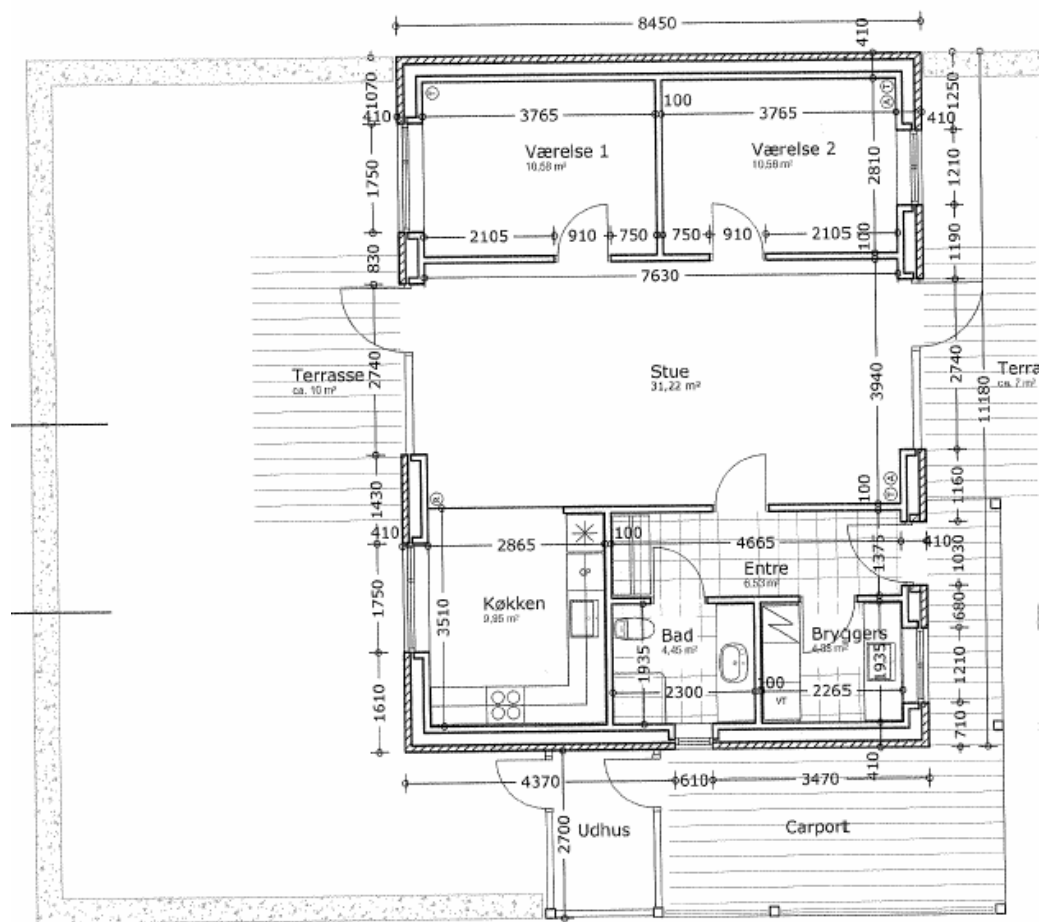 8450
410
1070
1250
410
3765
100
3765
410
T
A T
Værelse 1
10,58 m²
Værelse 2
10,58 m²
2810
1750
1210
2105
910
750
750
910
2105
100
1190
830
7630
Terrasse
ca. 10 m²
Stue
31,22 m²
Terra
ca. 7 m²
2740
3940
2740
11180
1430
R
100
T A
1160
410
2865
100
4665
1375
410
1030
Entre
6,53 m²
CP
Køkken
9,95 m²
3510
1750
680
Bad
4,45 m²
Bryggers
1935
1935
1210
2300
100
2265
VT
1610
710
4370
610
3470
410
Udhus
2700
Carport